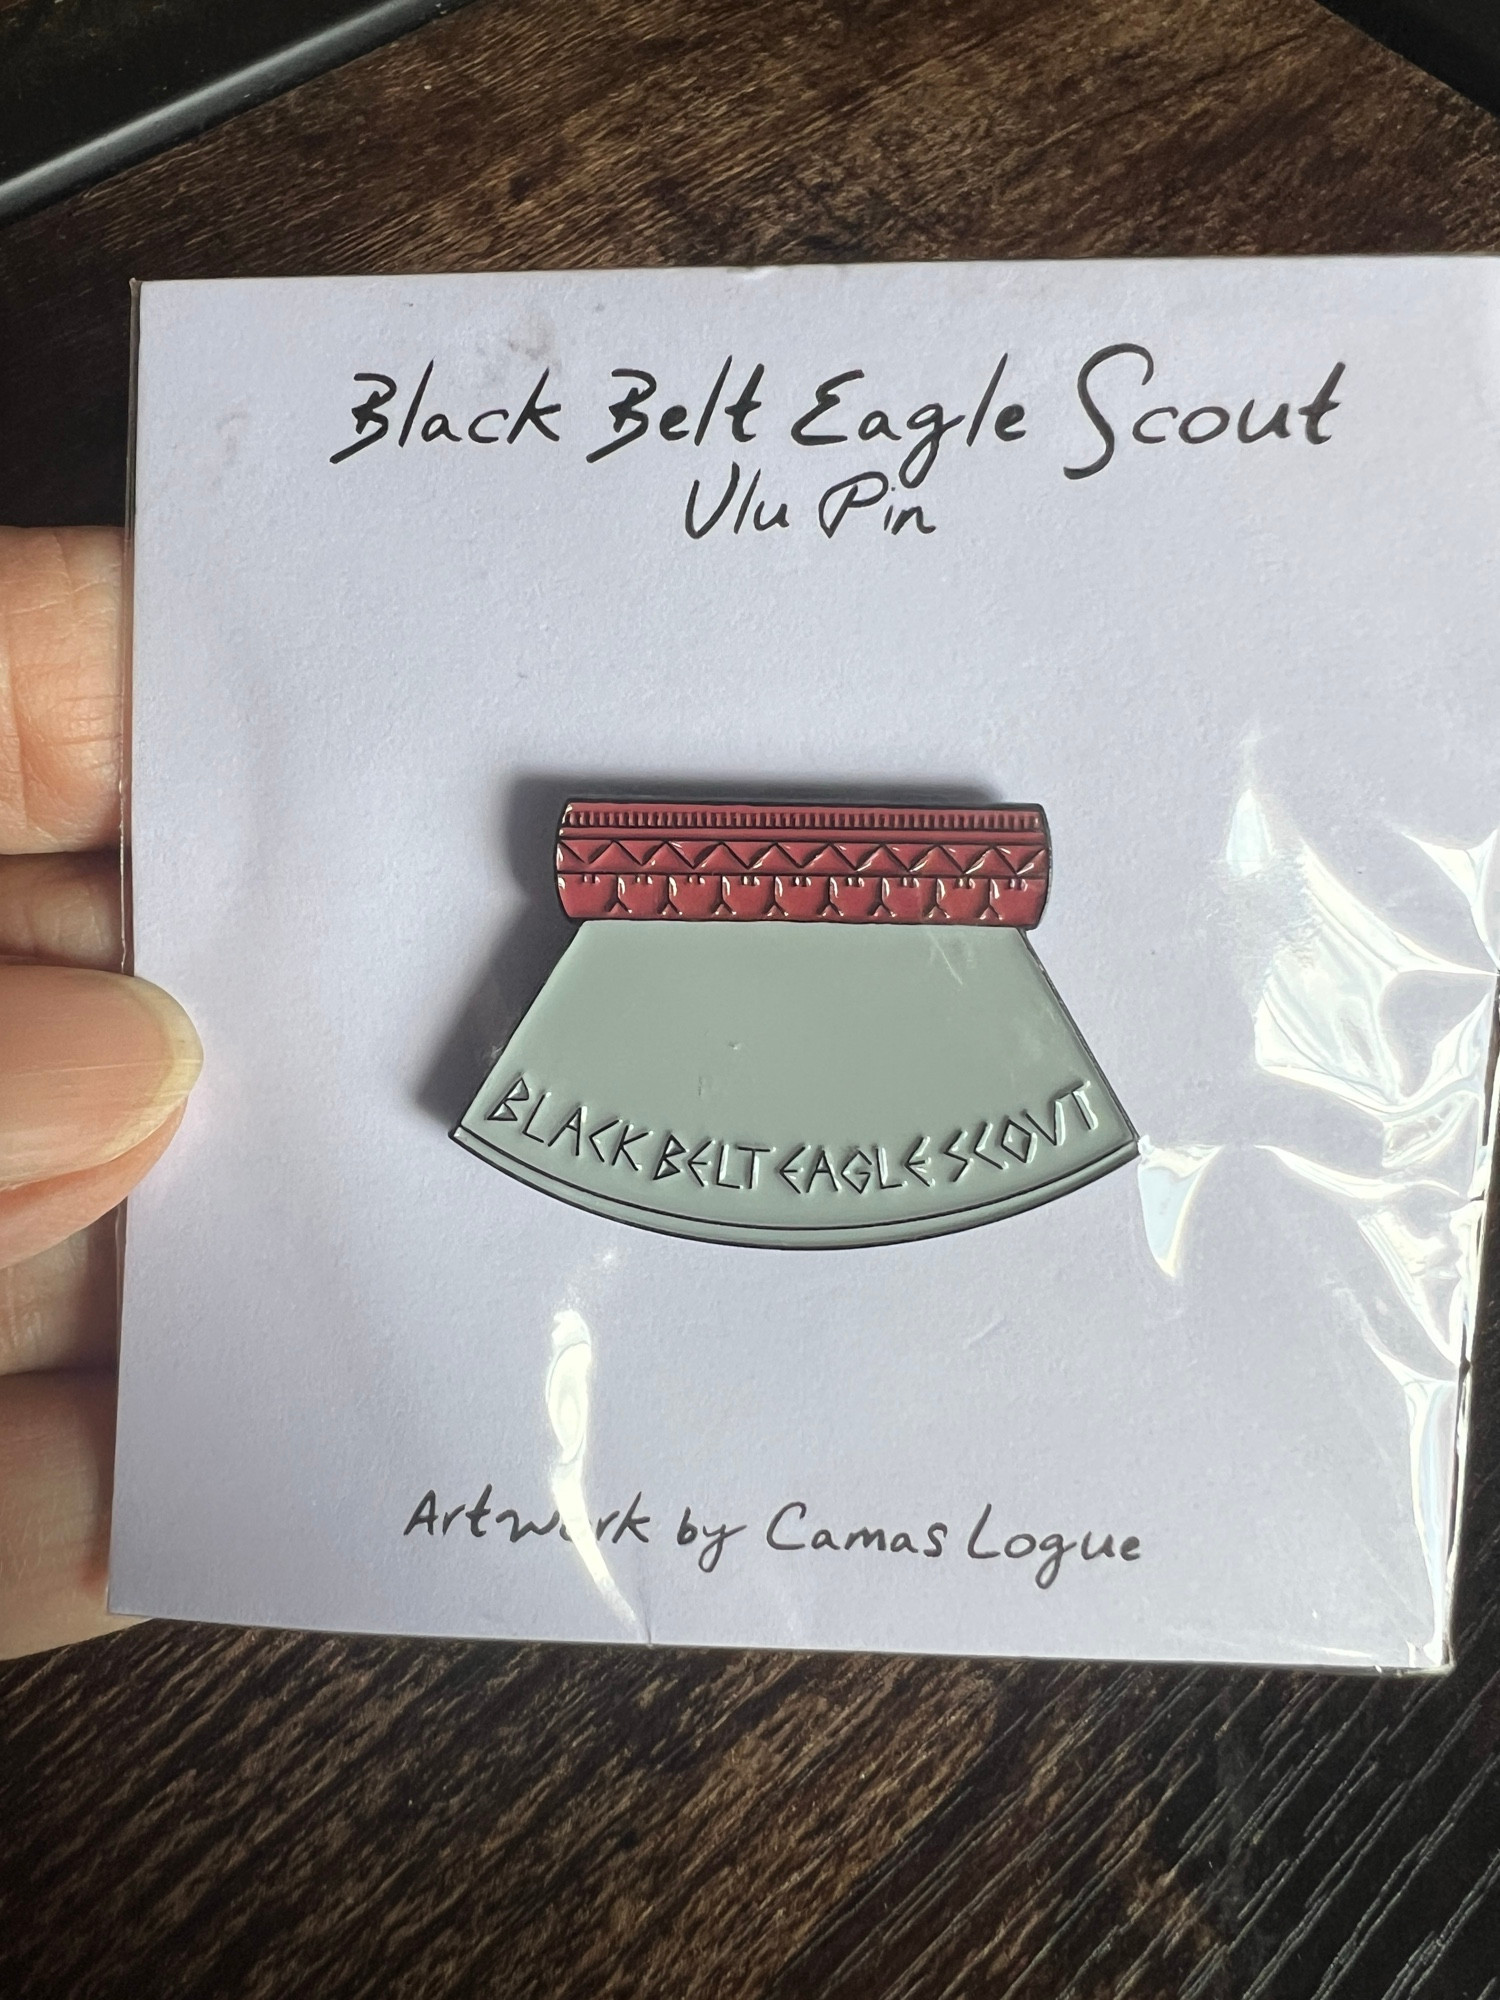 Black Belt Eagle Scout
Ulu Pin
BLACK BELT EAGLE SCOUT
Artwork by Camas Logue